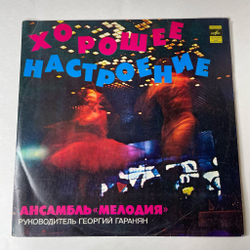 ХОРОШЕЕ
НАСТРОЕНИЕ
АНСАМБЛЬ «МЕЛОДИЯ»
РУКОВОДИТЕЛЬ ГЕОРГИЙ ГАРАНЯН